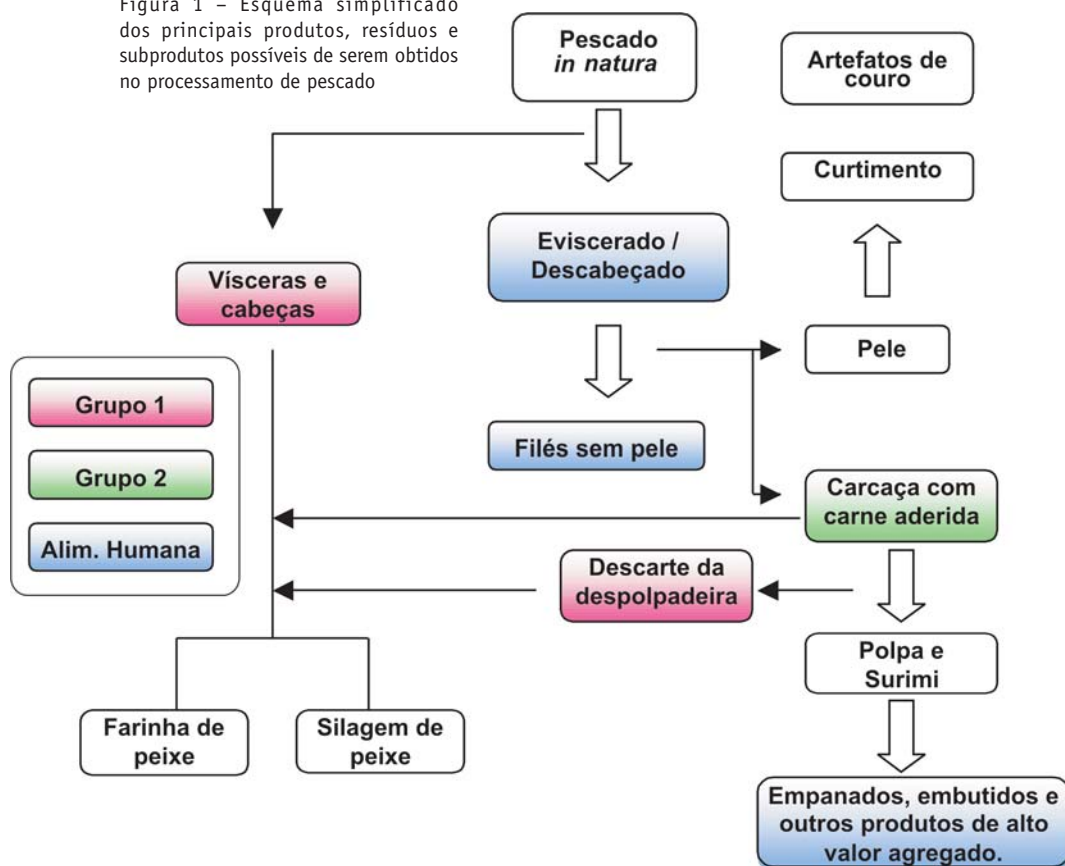 Figura 1 – Esquema simplificado
dos principais produtos, resíduos e
subprodutos possíveis de serem obtidos
no processamento de pescado
Pescado
in natura
Artefatos de
couro
Curtimento
Eviscerado /
Descabeçado
Vísceras e
cabeças
Pele
Grupo 1
Grupo 2
Alim. Humana
Filés sem pele
Carcaça com
carne aderida
Descarte da
despolpadeira
Polpa e
Surimi
Farinha de
peixe
Silagem de
peixe
Empanados, embutidos e
outros produtos de alto
valor agregado.